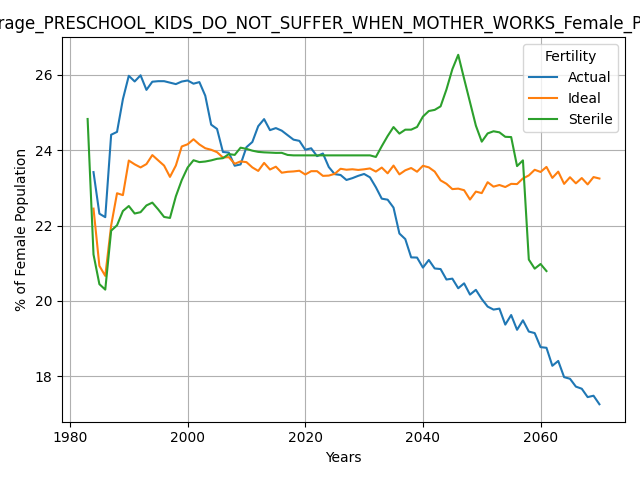 rage_PRESCHOOL_KIDS_DO_NOT_SUFFER_WHEN_MOTHER_WORKS_Female_P
Fertility
Actual
Ideal
Sterile
% of Female Population
26
24
22
20
18
1980
2000
2020
2040
2060
Years